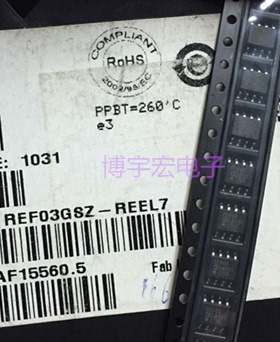 COMPLIANT
RoHS
2002/95/EC
PPBT=260°C
e3
E: 1031
博宇宏电子
REF03GSZ-REEL7
AF15560.5
Fab